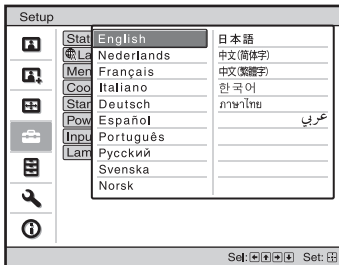 Setup
Stat
La
Men
Coo
Star
Pow
Inpu
Lam
English
Nederlands
Français
Italiano
Deutsch
Español
Português
Русский
Svenska
Norsk
日本語
中文(简体字)
中文(繁體字)
한국어
ภาษาไทย
عربي
Sel: Set: